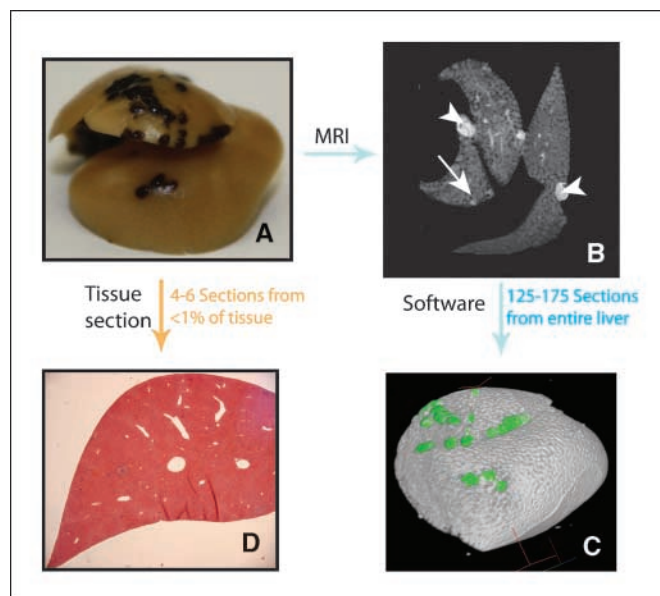 A
MRI
B
Tissue
section
4-6 Sections from
<1% of tissue
Software
125-175 Sections
from entire liver
D
C